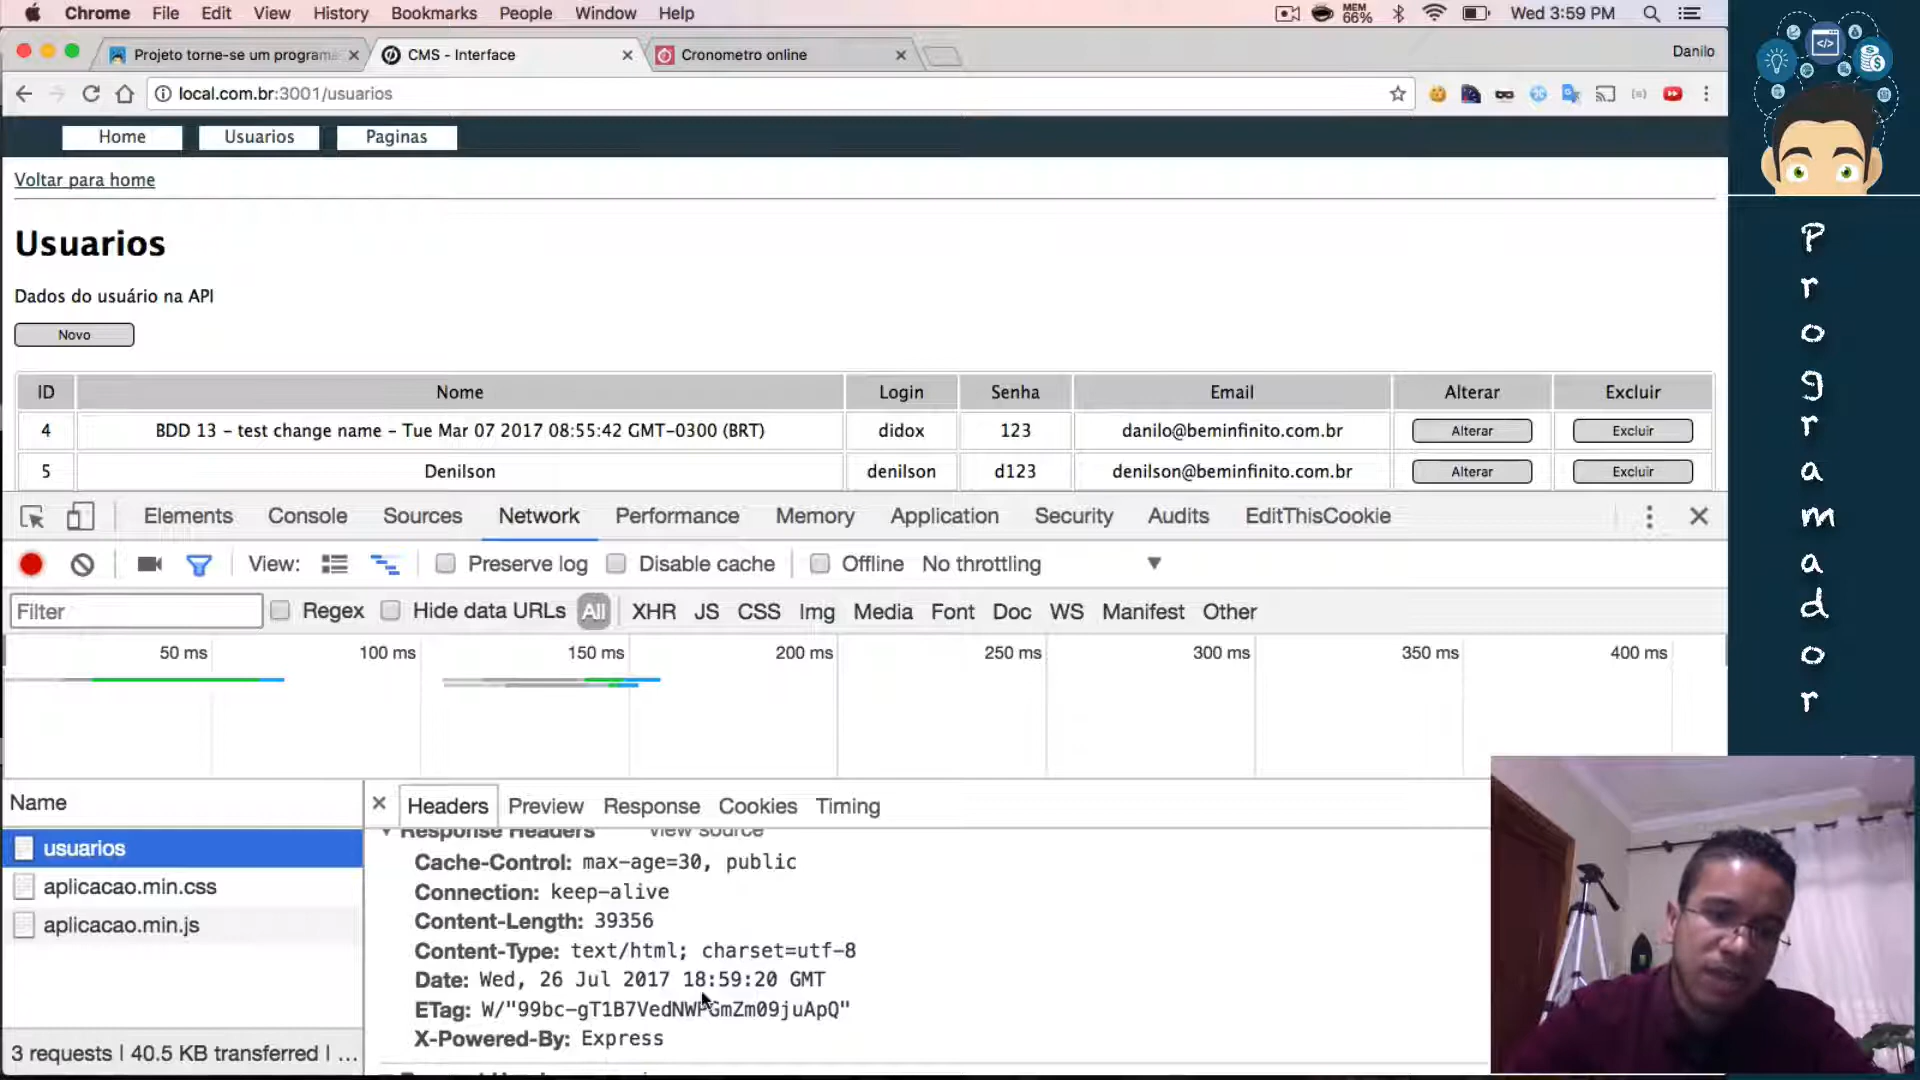 Chrome File Edit View History Bookmarks People Window Help
MEM 66% Wed 3:59 PM
Projeto torne-se um programa
CMS - Interface
Cronometro online
Danilo
local.com.br:3001/usuarios
Home Usuarios Paginas
Voltar para home
Usuarios
Dados do usuário na API
Novo
ID Nome Login Senha Email Alterar Excluir
4 BDD 13 - test change name - Tue Mar 07 2017 08:55:42 GMT-0300 (BRT) didox 123 danilo@beminfinito.com.br Alterar Excluir
5 Denilson denilson d123 denilson@beminfinito.com.br Alterar Excluir
Elements Console Sources Network Performance Memory Application Security Audits EditThisCookie
View: Preserve log Disable cache Offline No throttling
Filter Regex Hide data URLs All XHR JS CSS Img Media Font Doc WS Manifest Other
50 ms 100 ms 150 ms 200 ms 250 ms 300 ms 350 ms 400 ms
Name
usuarios
aplicacao.min.css
aplicacao.min.js
3 requests | 40.5 KB transferred | ...
Headers Preview Response Cookies Timing
Response Headers view source
Cache-Control: max-age=30, public
Connection: keep-alive
Content-Length: 39356
Content-Type: text/html; charset=utf-8
Date: Wed, 26 Jul 2017 18:59:20 GMT
ETag:
X-Powered-By: Express
</>
Programador